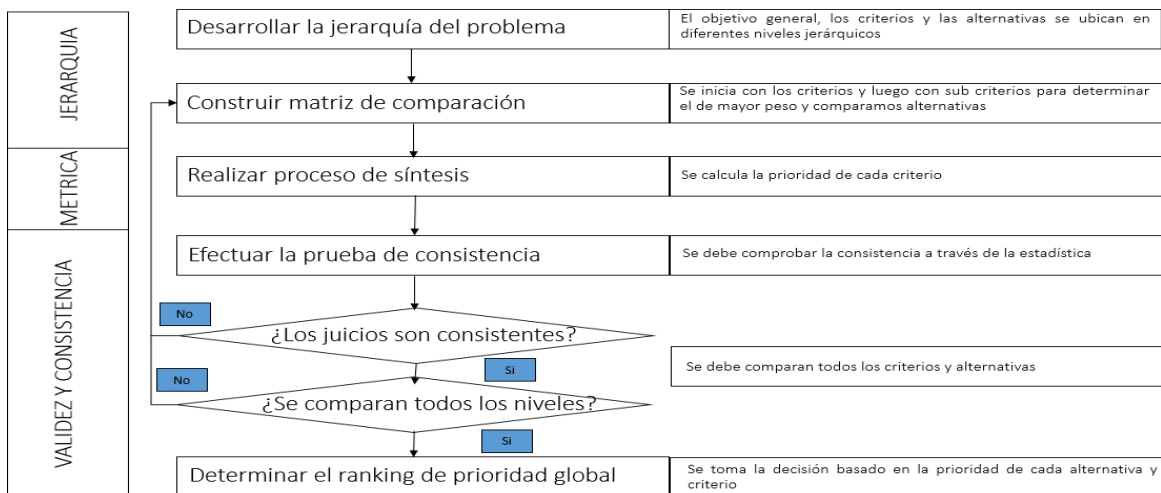 JERARQUIA
Desarrollar la jerarquía del problema
El objetivo general, los criterios y las alternativas se ubican en
diferentes niveles jerárquicos
Construir matriz de comparación
Se inicia con los criterios y luego con sub criterios para determinar
el de mayor peso y comparamos alternativas
METRICA
Realizar proceso de síntesis
Se calcula la prioridad de cada criterio
VALIDEZ Y CONSISTENCIA
Efectuar la prueba de consistencia
Se debe comprobar la consistencia a través de la estadística
No
¿Los juicios son consistentes?
Si
Se debe comparan todos los criterios y alternativas
No
¿Se comparan todos los niveles?
Si
Determinar el ranking de prioridad global
Se toma la decisión basado en la prioridad de cada alternativa y
criterio